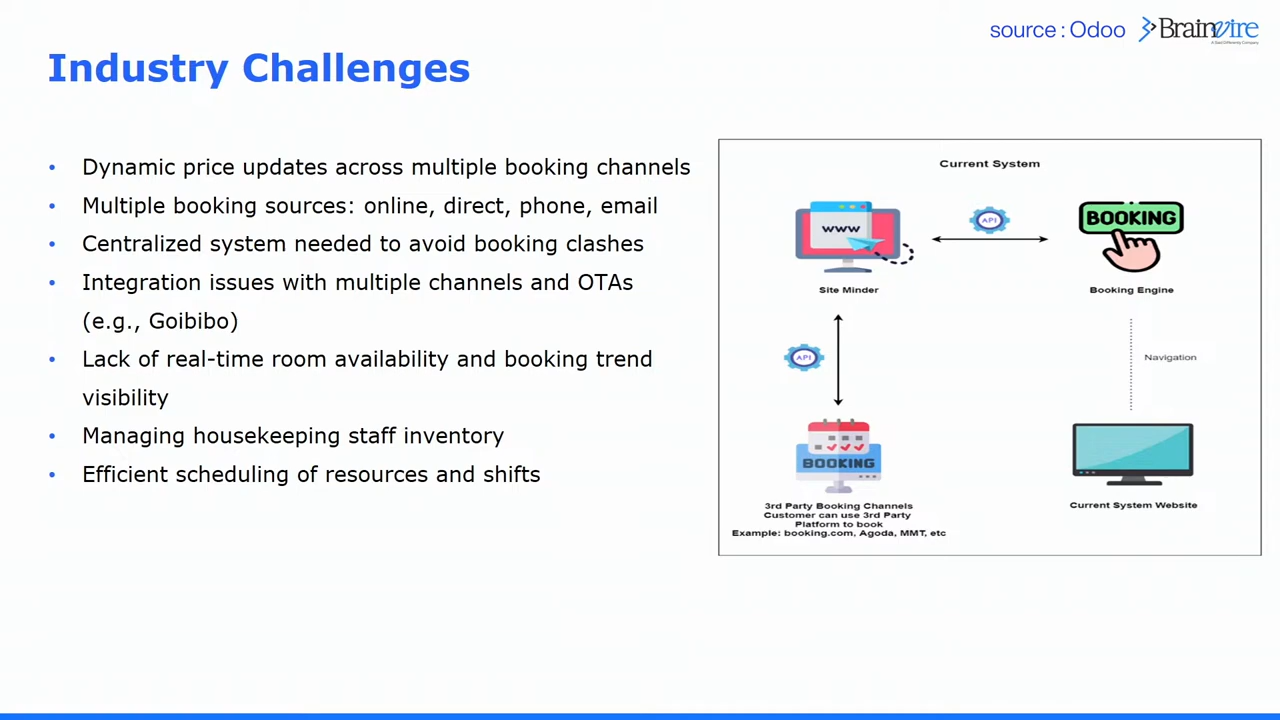 source : Odoo
Brainvire
Industry Challenges
• Dynamic price updates across multiple booking channels
• Multiple booking sources: online, direct, phone, email
• Centralized system needed to avoid booking clashes
• Integration issues with multiple channels and OTAs
(e.g., Goibibo)
• Lack of real-time room availability and booking trend
visibility
• Managing housekeeping staff inventory
• Efficient scheduling of resources and shifts
Current System
WWW
API
BOOKING
Site Minder
Booking Engine
API
Navigation
BOOKING
3rd Party Booking Channels
Customer can use 3rd Party
Platform to book
Example: booking.com, Agoda, MMT, etc
Current System Website